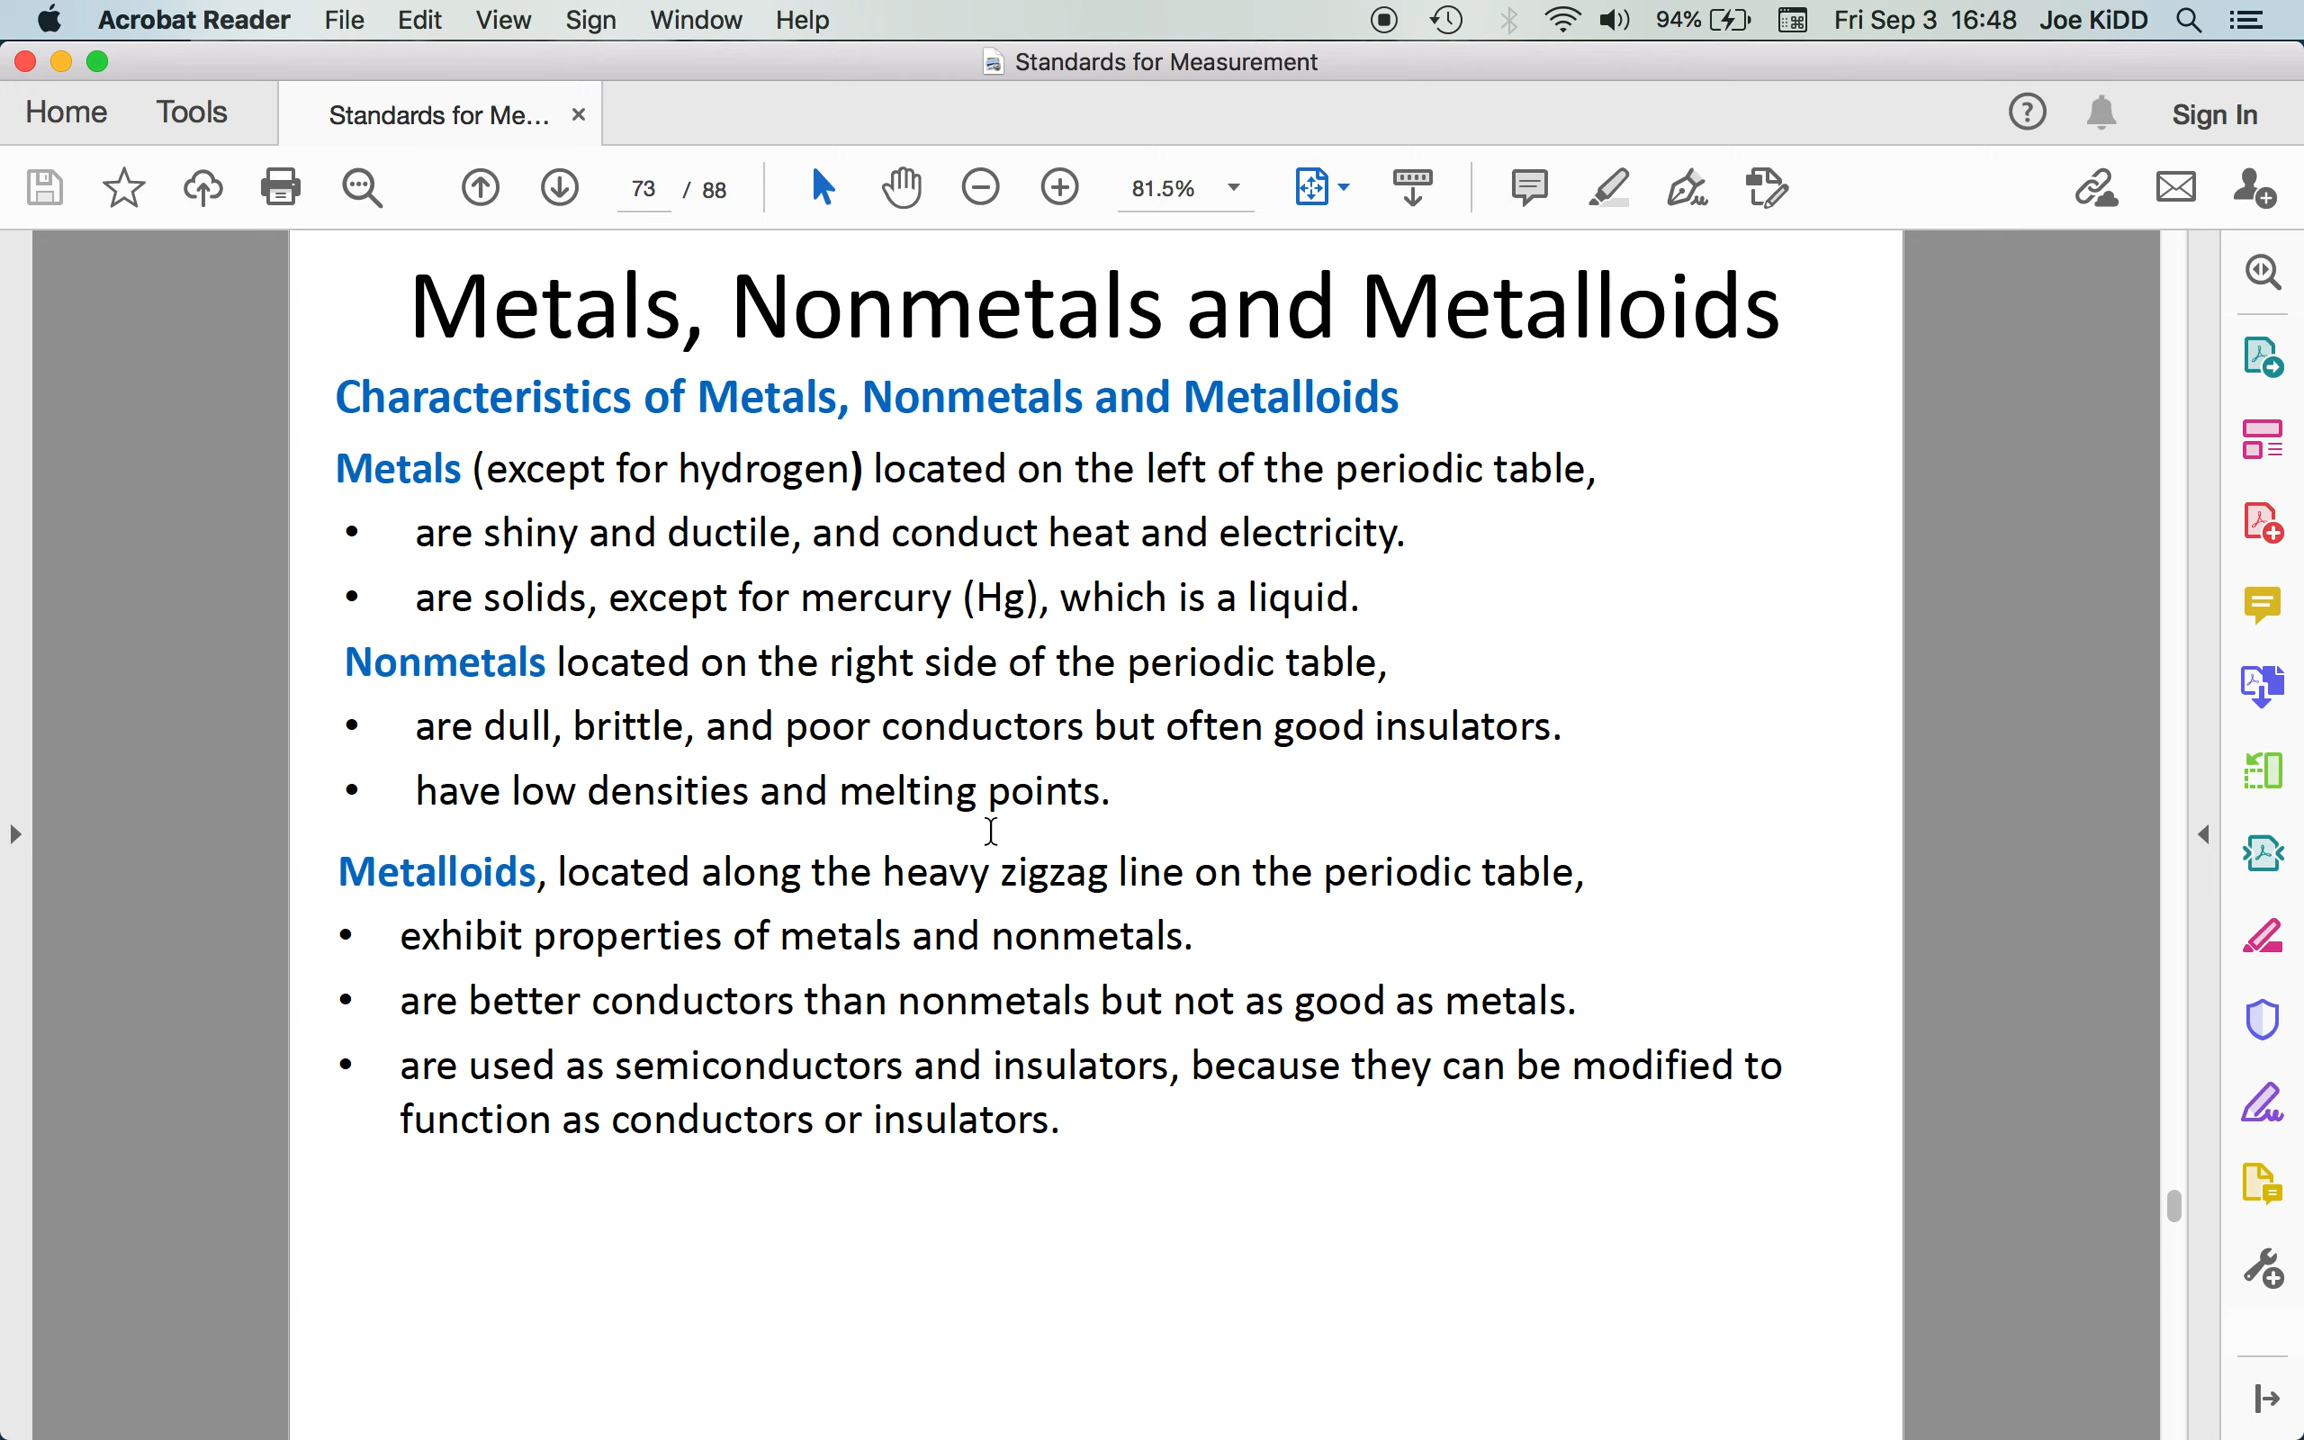 Acrobat Reader File Edit View Sign Window Help 94% Fri Sep 3 16:48 Joe KiDD
Standards for Measurement
Home Tools Standards for Me... × Sign In
73 / 88 81.5%
Metals, Nonmetals and Metalloids
Characteristics of Metals, Nonmetals and Metalloids
Metals (except for hydrogen) located on the left of the periodic table,
• are shiny and ductile, and conduct heat and electricity.
• are solids, except for mercury (Hg), which is a liquid.
Nonmetals located on the right side of the periodic table,
• are dull, brittle, and poor conductors but often good insulators.
• have low densities and melting points.
Metalloids, located along the heavy zigzag line on the periodic table,
• exhibit properties of metals and nonmetals.
• are better conductors than nonmetals but not as good as metals.
• are used as semiconductors and insulators, because they can be modified to
function as conductors or insulators.